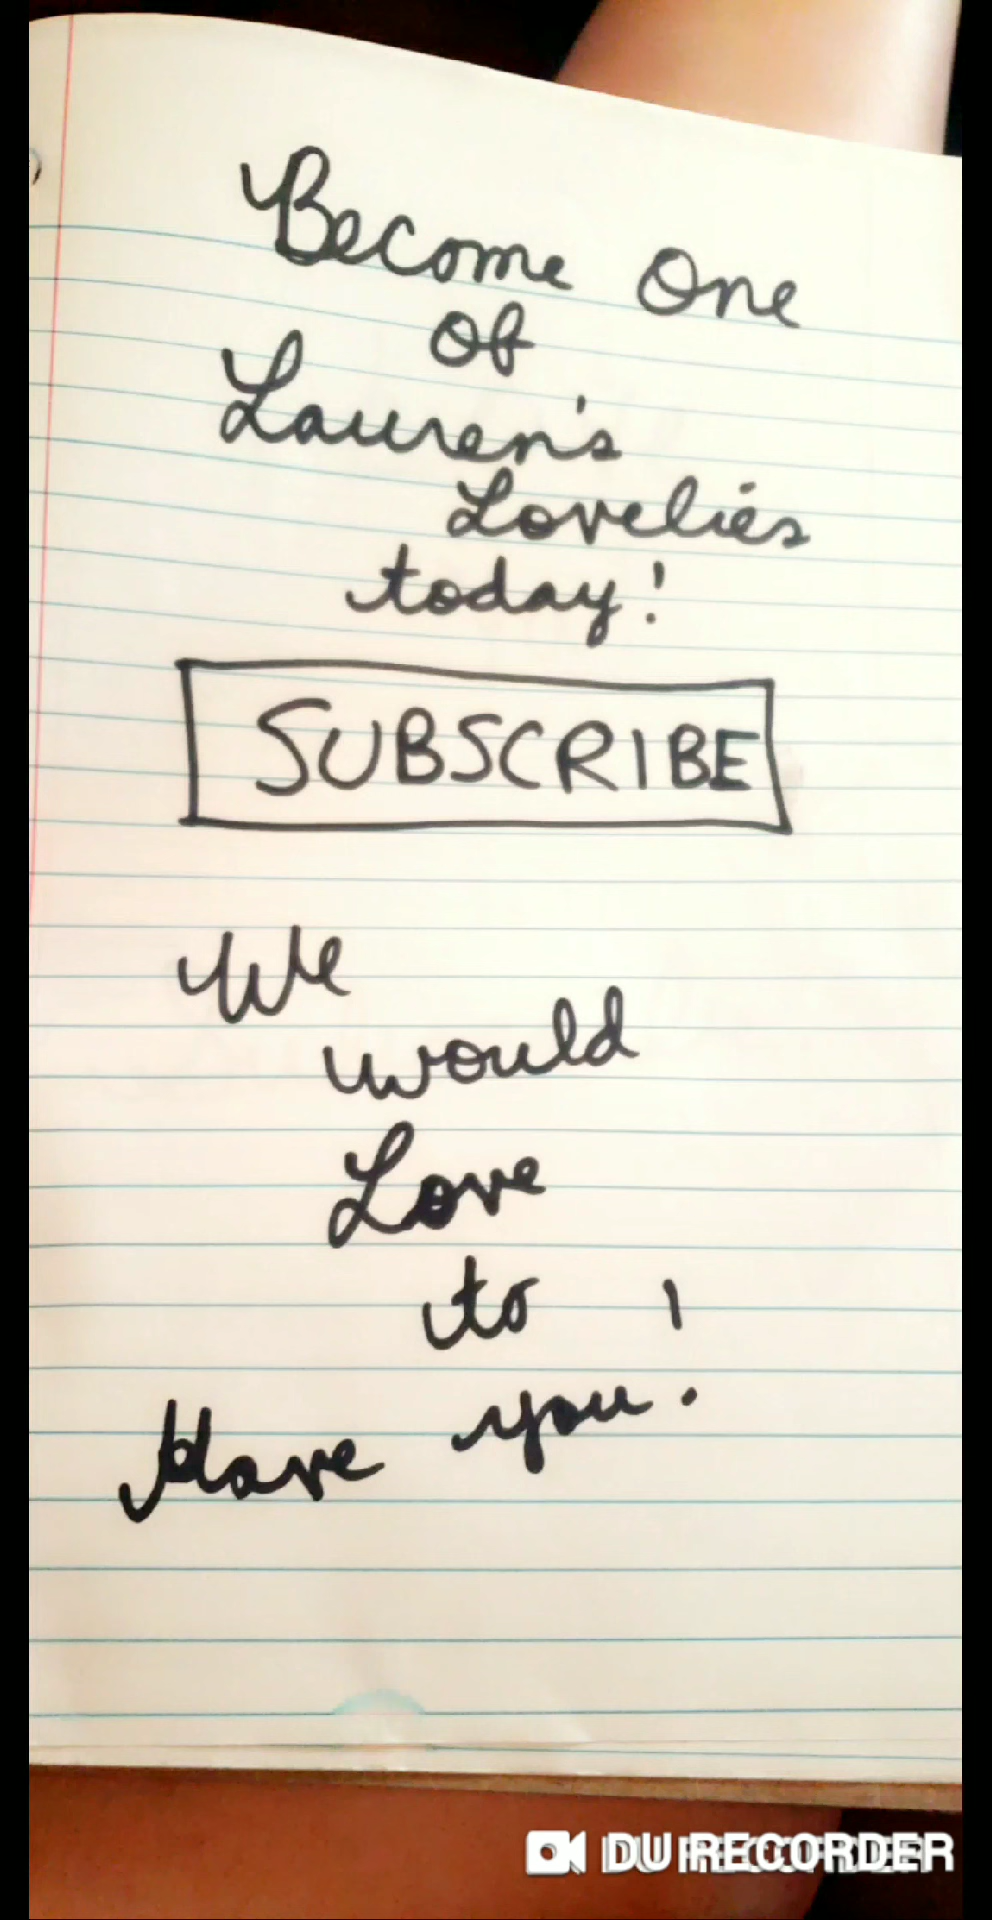 Become One
of
Lauren's
Lovelies
today!
SUBSCRIBE
We
would
Love
to
Have you!
DU RECORDER